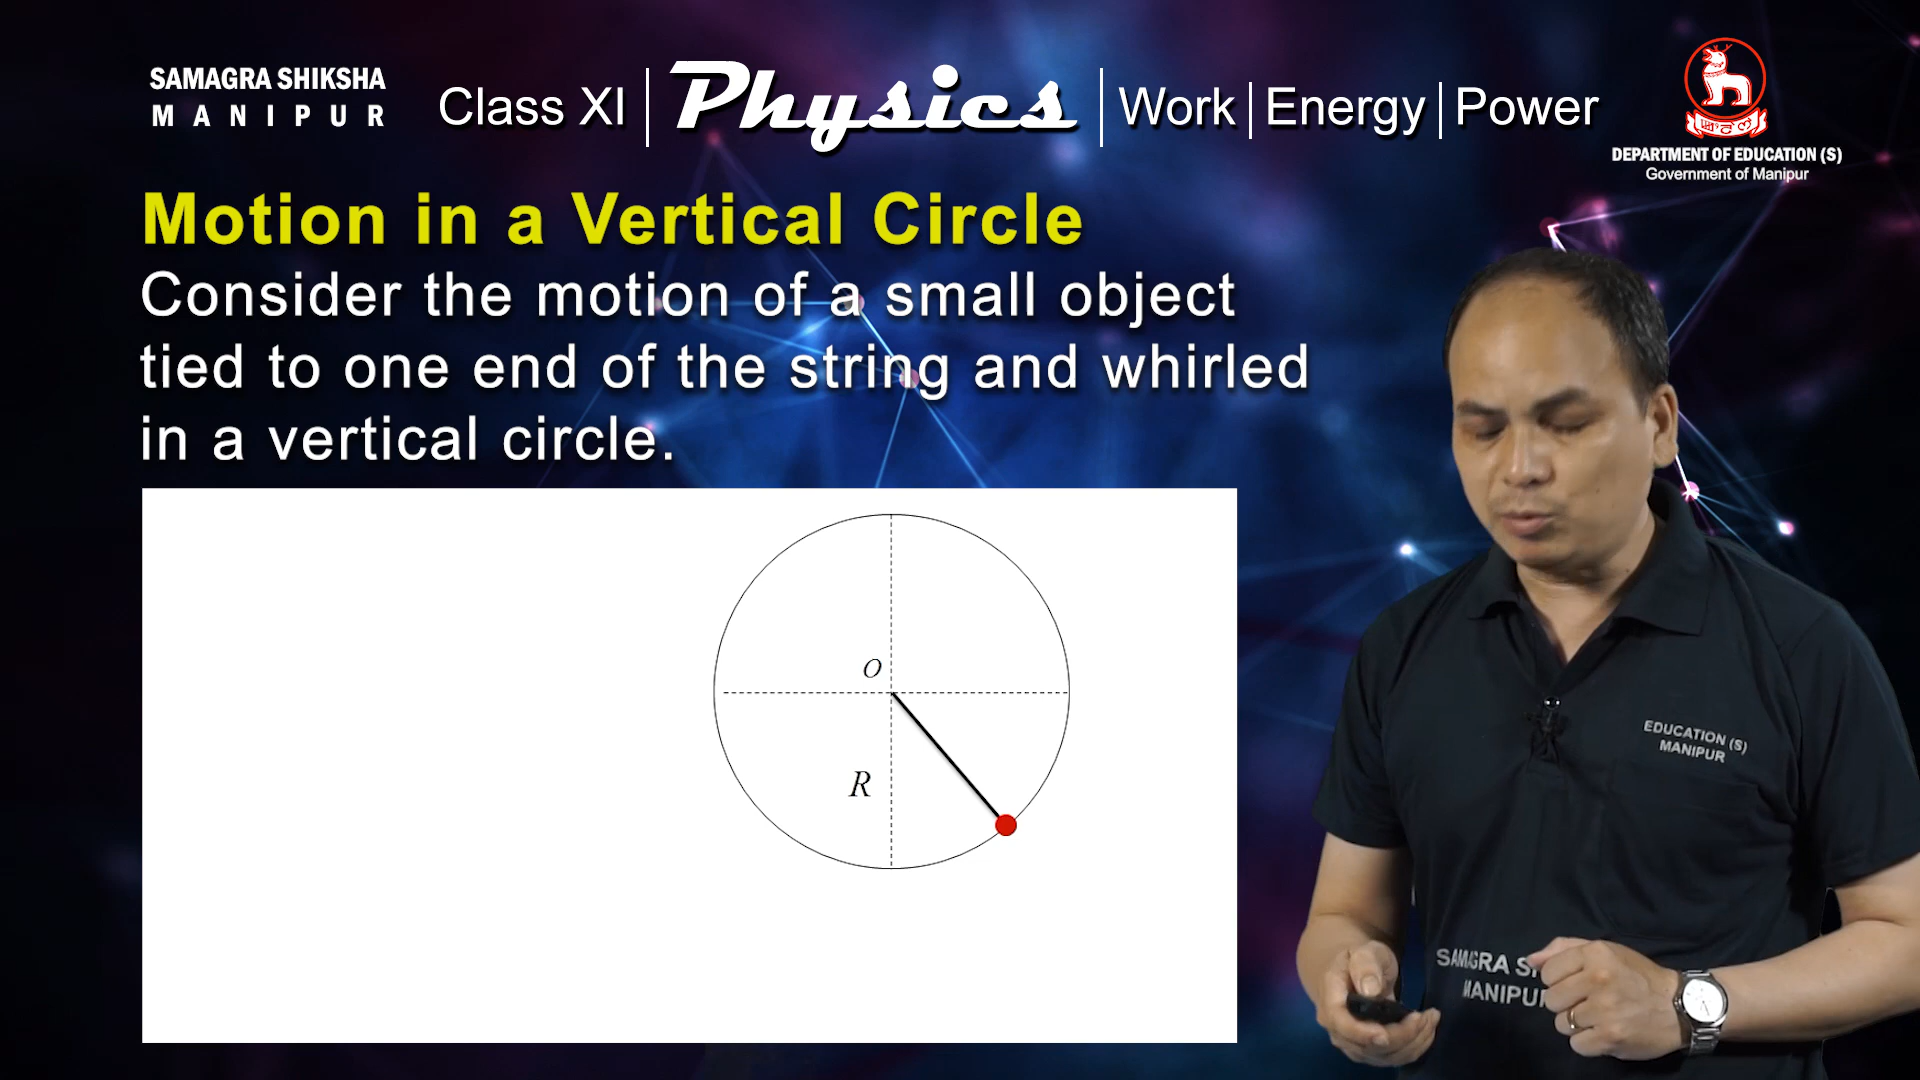 SAMAGRA SHIKSHA
MANIPUR
Class XI
Physics
Work
Energy
Power
DEPARTMENT OF EDUCATION (S)
Government of Manipur
Motion in a Vertical Circle
Consider the motion of a small object
tied to one end of the string and whirled
in a vertical circle.
O
R
EDUCATION (S)
MANIPUR
SAMAGRA
MANIPUR